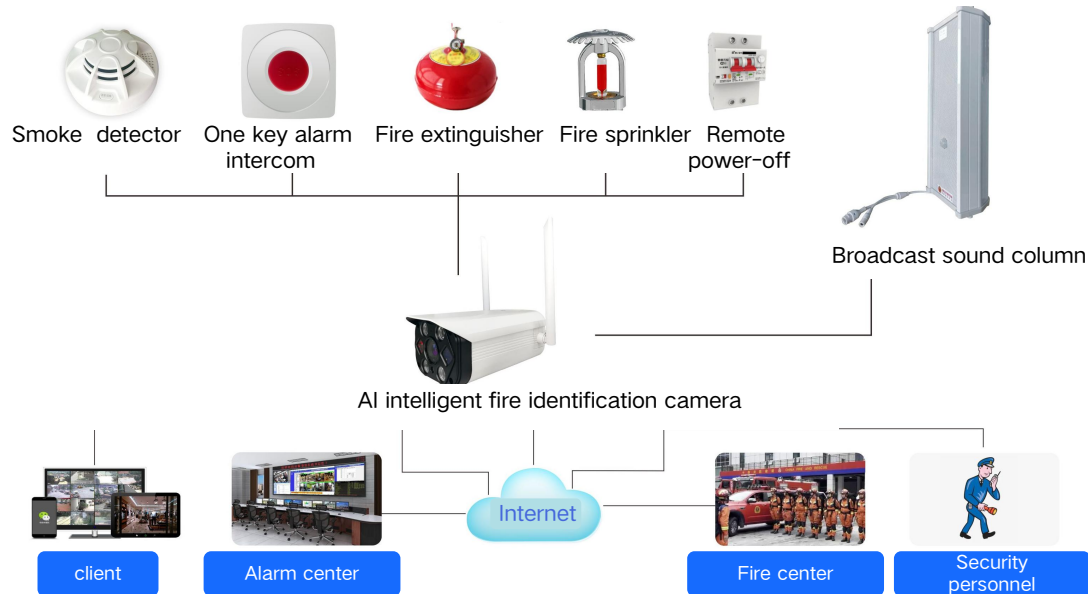 Smoke detector
One key alarm
intercom
Fire extinguisher
Fire sprinkler
Remote
power-off
Broadcast sound column
AI intelligent fire identification camera
Internet
client
Alarm center
Fire center
Security
personnel